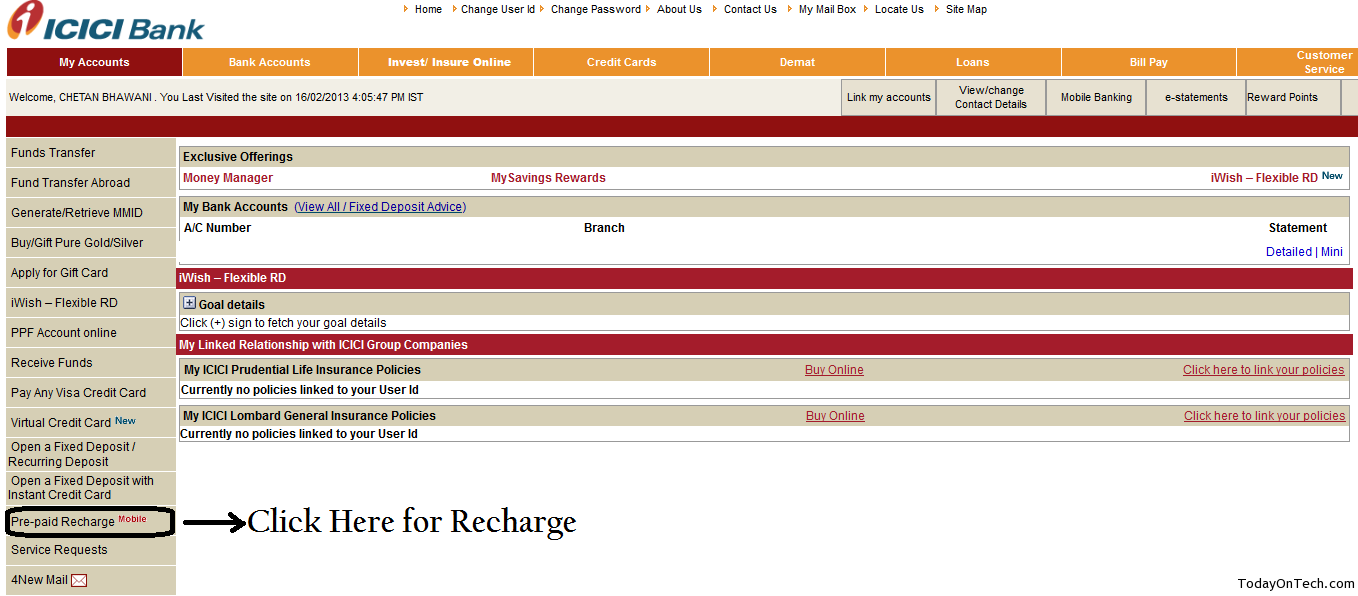 i ICICI Bank
Home Change User Id Change Password About Us Contact Us My Mail Box Locate Us Site Map
My Accounts Bank Accounts Invest/ Insure Online Credit Cards Demat Loans Bill Pay Customer Service
Welcome, CHETAN BHAWANI . You Last Visited the site on 16/02/2013 4:05:47 PM IST
Link my accounts
View/change
Contact Details
Mobile Banking
e-statements
Reward Points
Funds Transfer
Fund Transfer Abroad
Generate/Retrieve MMID
Buy/Gift Pure Gold/Silver
Apply for Gift Card
iWish – Flexible RD
PPF Account online
Receive Funds
Pay Any Visa Credit Card
Virtual Credit Card New
Open a Fixed Deposit /
Recurring Deposit
Open a Fixed Deposit with
Instant Credit Card
Pre-paid Recharge Mobile
Service Requests
4New Mail
Exclusive Offerings
Money Manager MySavings Rewards iWish – Flexible RD New
My Bank Accounts (View All / Fixed Deposit Advice)
A/C Number Branch Statement
Detailed | Mini
iWish – Flexible RD
Goal details
Click (+) sign to fetch your goal details
My Linked Relationship with ICICI Group Companies
My ICICI Prudential Life Insurance Policies Buy Online Click here to link your policies
Currently no policies linked to your User Id
My ICICI Lombard General Insurance Policies Buy Online Click here to link your policies
Currently no policies linked to your User Id
Click Here for Recharge
TodayOnTech.com